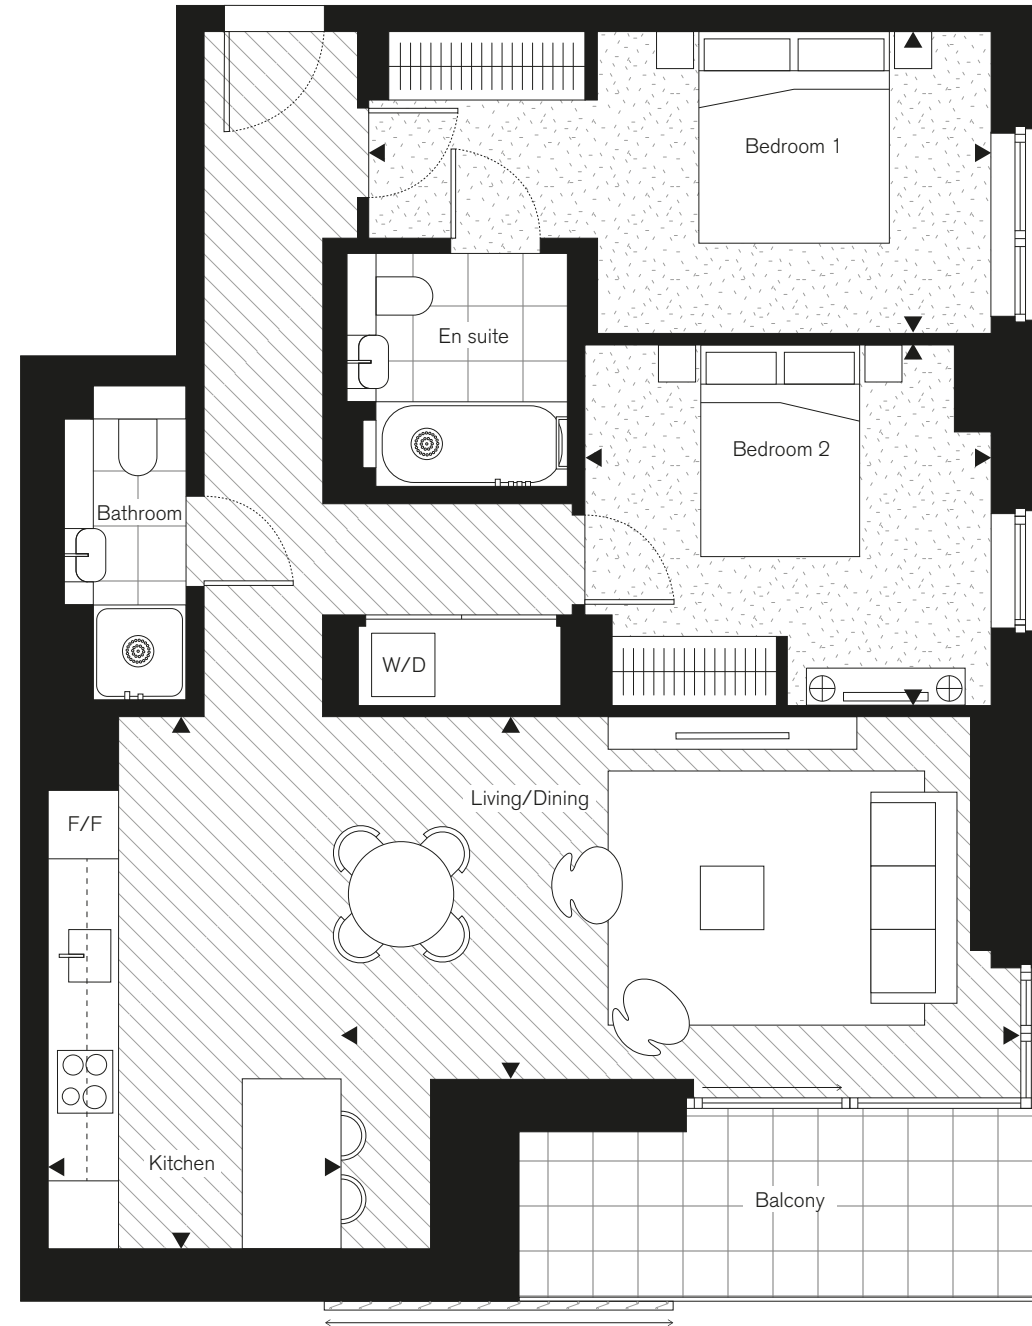 Bedroom 1
En suite
Bedroom 2
Bathroom
W/D
Living/Dining
F/F
Kitchen
Balcony